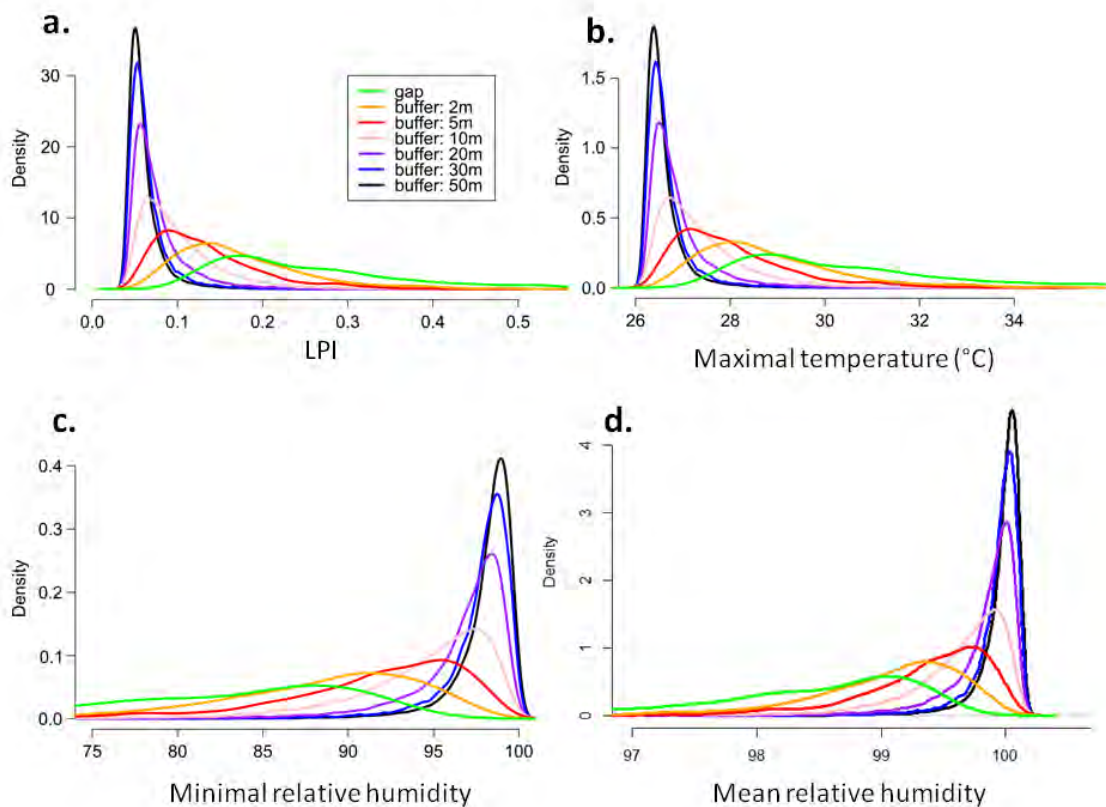 a.
Density
30
20
10
0
0.0 0.1 0.2 0.3 0.4 0.5
LPI
gap
buffer: 2m
buffer: 5m
buffer: 10m
buffer: 20m
buffer: 30m
buffer: 50m
b.
Density
1.5
1.0
0.5
0.0
26 28 30 32 34
Maximal temperature (°C)
c.
Density
0.4
0.3
0.2
0.1
0.0
75 80 85 90 95 100
Minimal relative humidity
d.
Density
4
3
2
1
0
97 98 99 100
Mean relative humidity